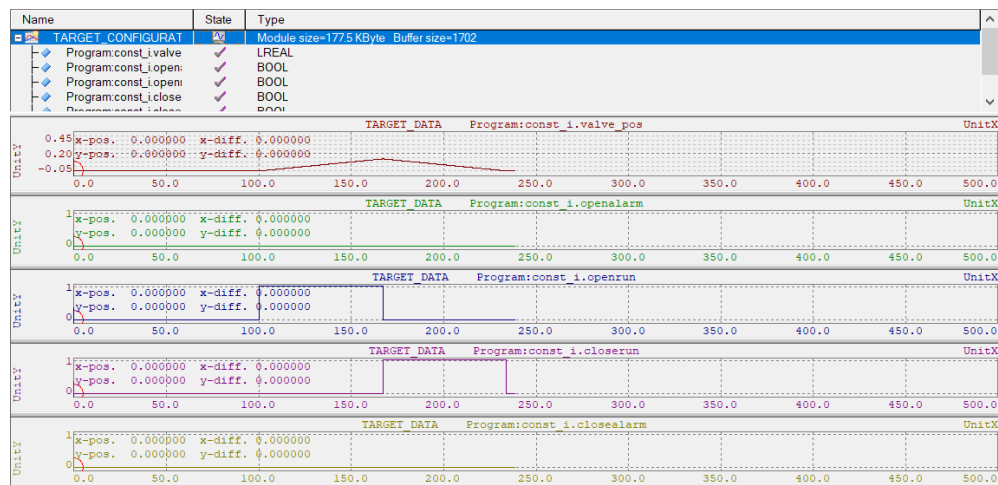 Name State Type
TARGET_CONFIGURAT Module size=177.5 KByte Buffer size=1702
Program:const_i.valve LREAL
Program:const_i.open: BOOL
Program:const_i.openi BOOL
Program:const_i.close BOOL
Program:const_i.close BOOL
TARGET_DATA Program:const_i.valve_pos UnitX
UnitY
0.45 x-pos. 0.000000 x-diff. 0.000000
0.20 y-pos. 0.000000 y-diff. 0.000000
-0.05
0.0 50.0 100.0 150.0 200.0 250.0 300.0 350.0 400.0 450.0 500.0
TARGET_DATA Program:const_i.openalarm UnitX
UnitY
1 x-pos. 0.000000 x-diff. 0.000000
0 y-pos. 0.000000 y-diff. 0.000000
0.0 50.0 100.0 150.0 200.0 250.0 300.0 350.0 400.0 450.0 500.0
TARGET_DATA Program:const_i.openrun UnitX
UnitY
1 x-pos. 0.000000 x-diff. 0.000000
0 y-pos. 0.000000 y-diff. 0.000000
0.0 50.0 100.0 150.0 200.0 250.0 300.0 350.0 400.0 450.0 500.0
TARGET_DATA Program:const_i.closerun UnitX
UnitY
1 x-pos. 0.000000 x-diff. 0.000000
0 y-pos. 0.000000 y-diff. 0.000000
0.0 50.0 100.0 150.0 200.0 250.0 300.0 350.0 400.0 450.0 500.0
TARGET_DATA Program:const_i.closealarm UnitX
UnitY
1 x-pos. 0.000000 x-diff. 0.000000
0 y-pos. 0.000000 y-diff. 0.000000
0.0 50.0 100.0 150.0 200.0 250.0 300.0 350.0 400.0 450.0 500.0